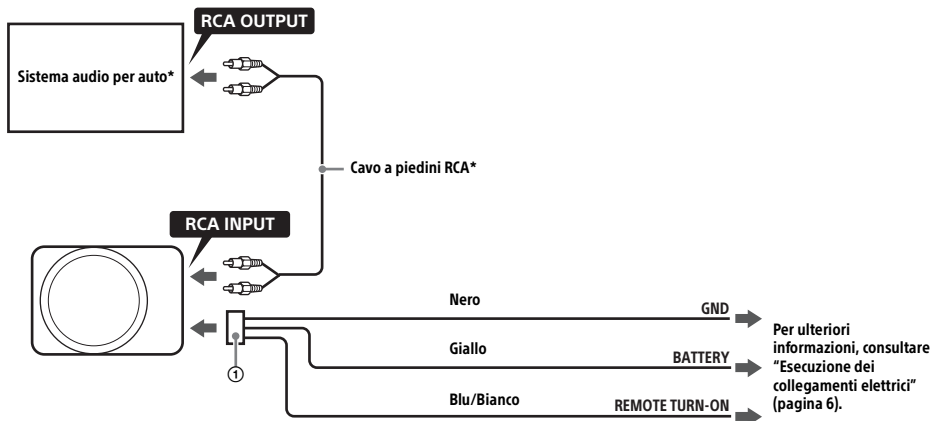 RCA OUTPUT
Sistema audio per auto*
Cavo a piedini RCA*
RCA INPUT
Nero
GND
Giallo
BATTERY
Blu/Bianco
REMOTE TURN-ON
①
Per ulteriori
informazioni, consultare
“Esecuzione dei
collegamenti elettrici”
(pagina 6).